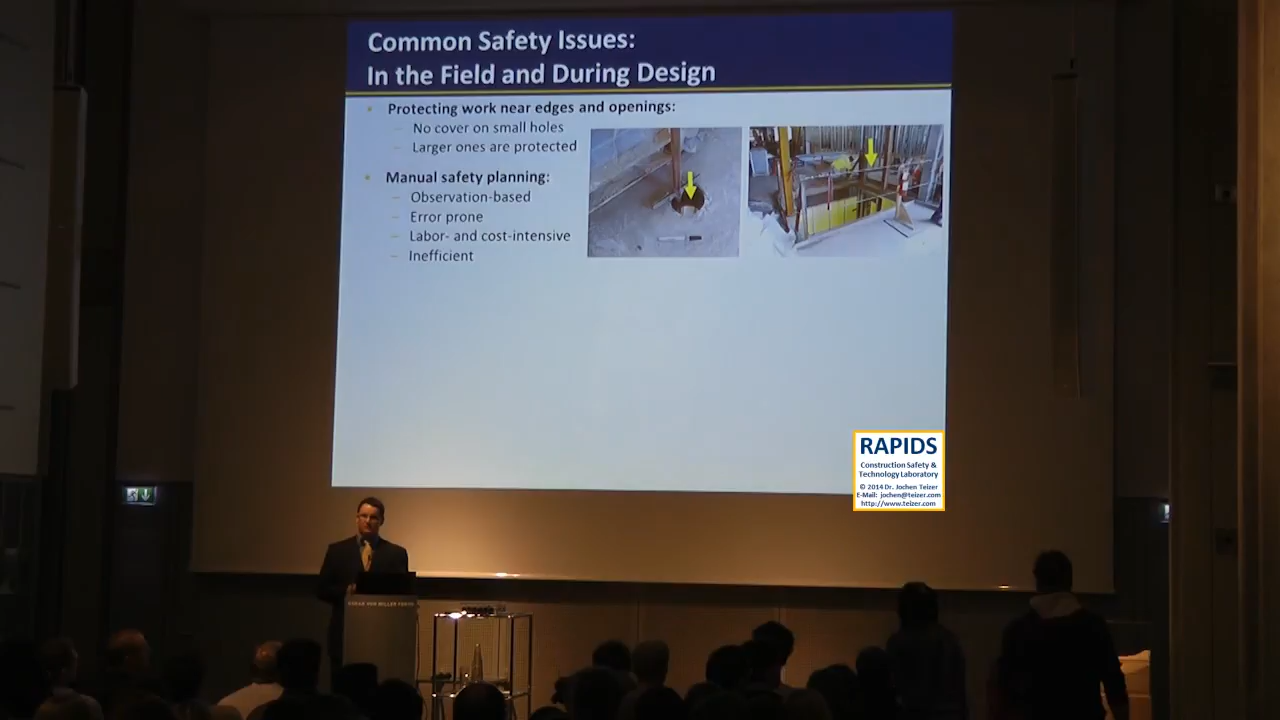 Common Safety Issues:
In the Field and During Design
Protecting work near edges and openings:
No cover on small holes
Larger ones are protected
Manual safety planning:
Observation-based
Error prone
Labor- and cost-intensive
Inefficient
RAPIDS
Construction Safety &
Technology Laboratory
© 2014 Dr. Jochen Teizer
E-Mail: jochen@teizer.com
http://www.teizer.com